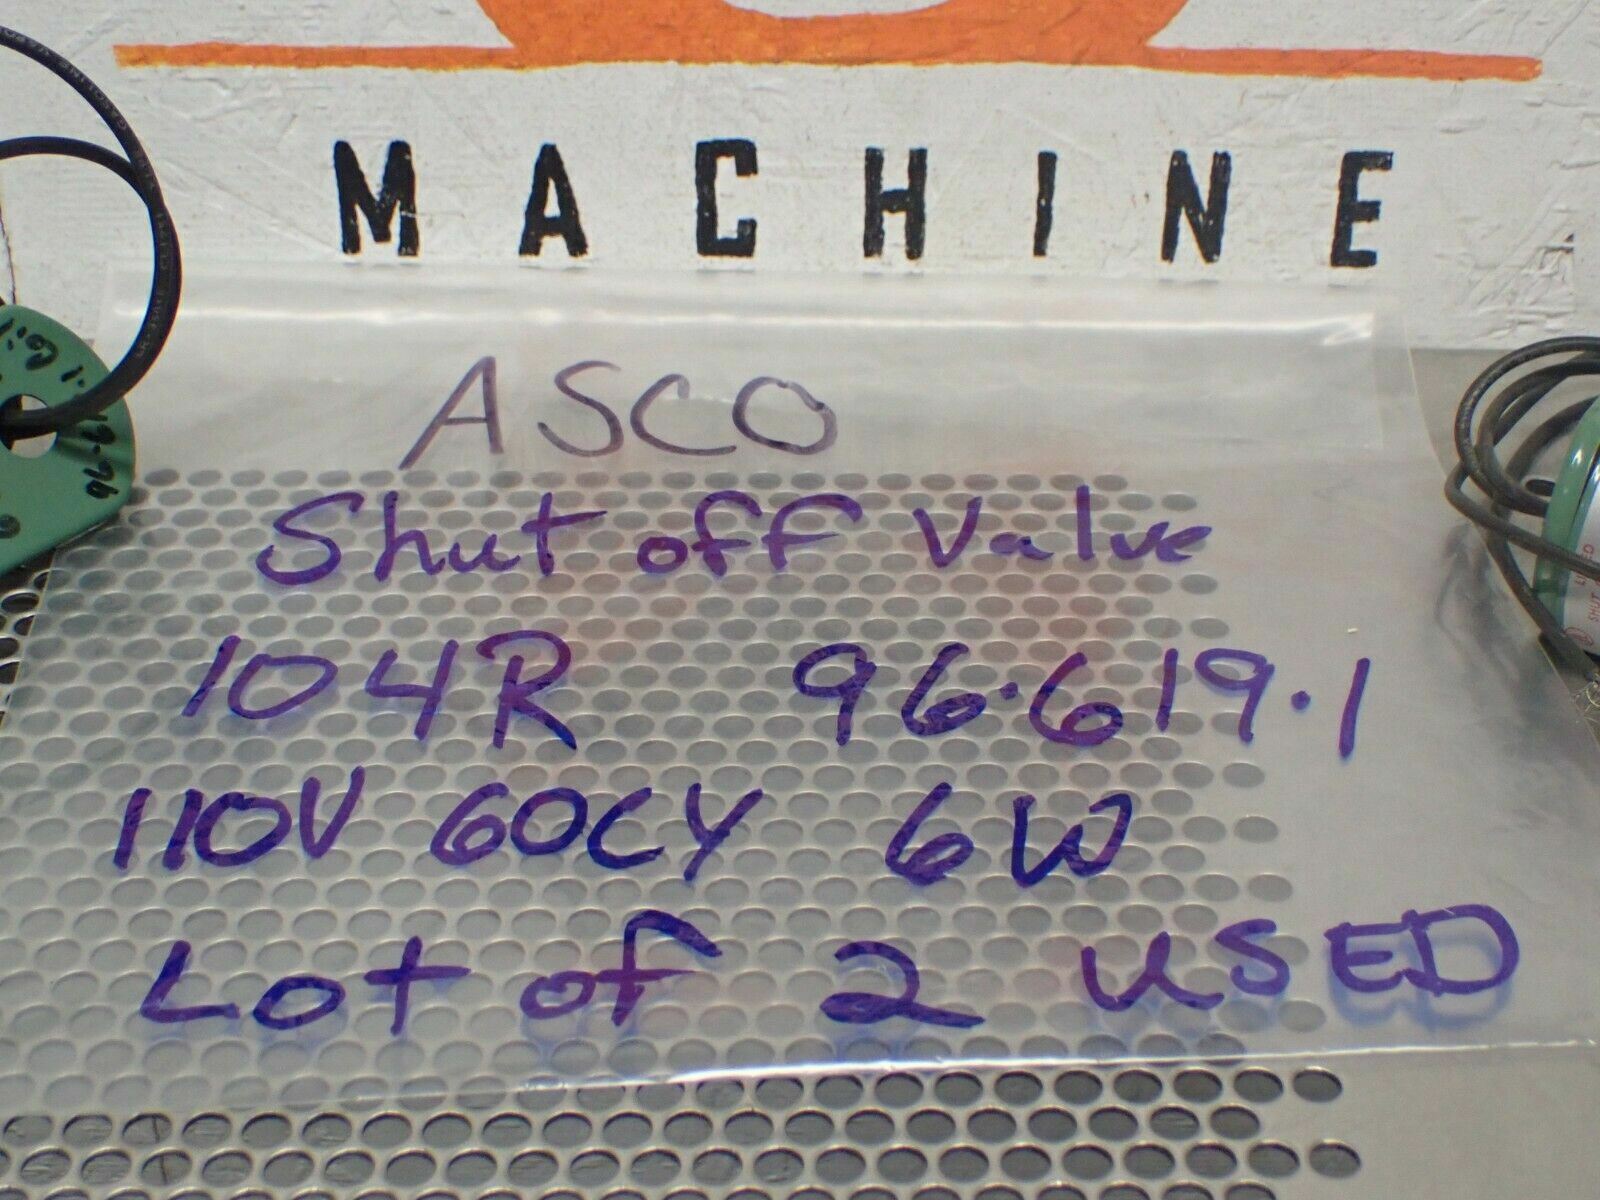 MACHINE
ASCO
Shut off Valve
104R 96.619.1
110V 60CY 6W
Lot of 2 USED